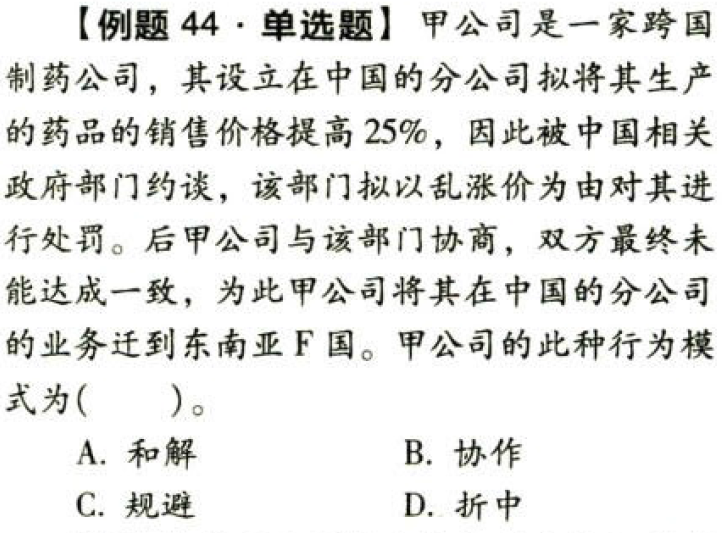 【例题 44·单选题】甲公司是一家跨国
制药公司，其设立在中国的分公司拟将其生产
的药品的销售价格提高 25%，因此被中国相关
政府部门约谈，该部门拟以乱涨价为由对其进
行处罚。后甲公司与该部门协商，双方最终未
能达成一致，为此甲公司将其在中国的分公司
的业务迁到东南亚 F 国。甲公司的此种行为模
式为(　　)。
A. 和解　　B. 协作
C. 规避　　D. 折中